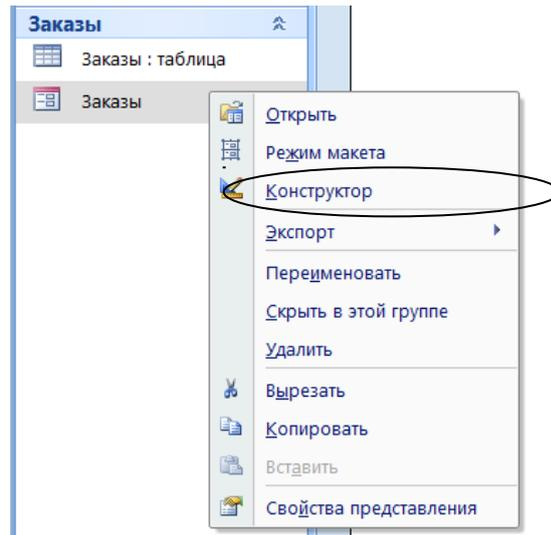 Заказы
Заказы : таблица
Заказы
Открыть
Режим макета
Конструктор
Экспорт
Переименовать
Скрыть в этой группе
Удалить
Вырезать
Копировать
Вставить
Свойства представления